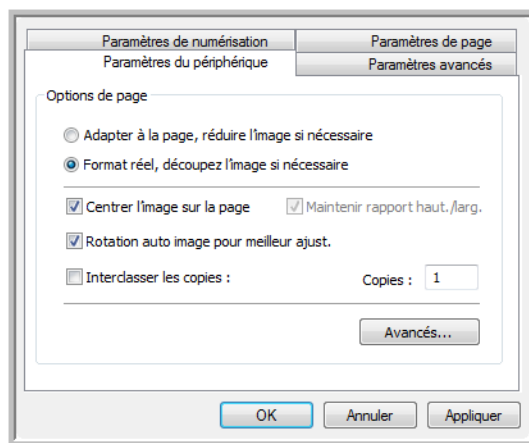 Paramètres de numérisation Paramètres de page
Paramètres du périphérique Paramètres avancés
Options de page
Adapter à la page, réduire l'image si nécessaire
Format réel, découpez l'image si nécessaire
Centrer l'image sur la page Maintenir rapport haut./larg.
Rotation auto image pour meilleur ajust.
Interclasser les copies : Copies : 1
Avancés...
OK Annuler Appliquer